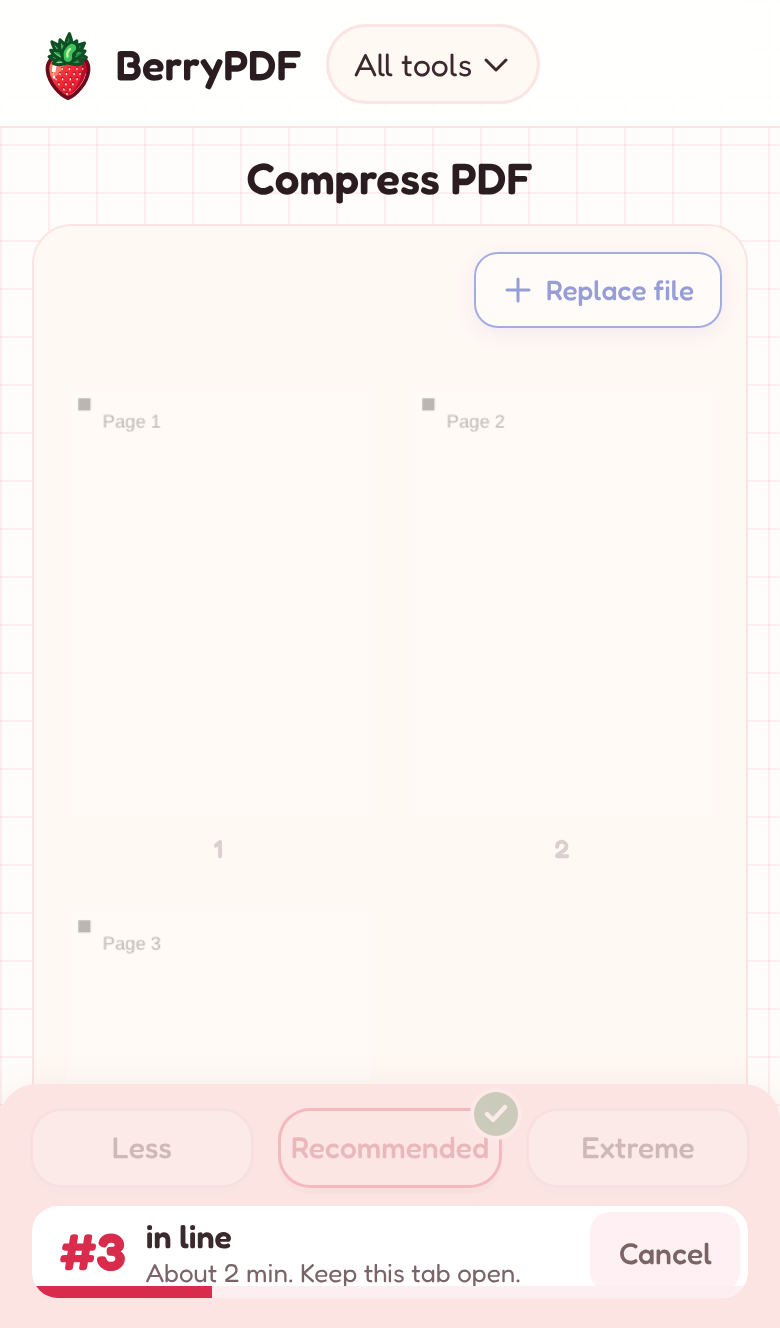 BerryPDF
All tools
Compress PDF
Replace file
Page 1
Page 2
1
2
Page 3
Less
Recommended
Extreme
#3
in line
About 2 min. Keep this tab open.
Cancel